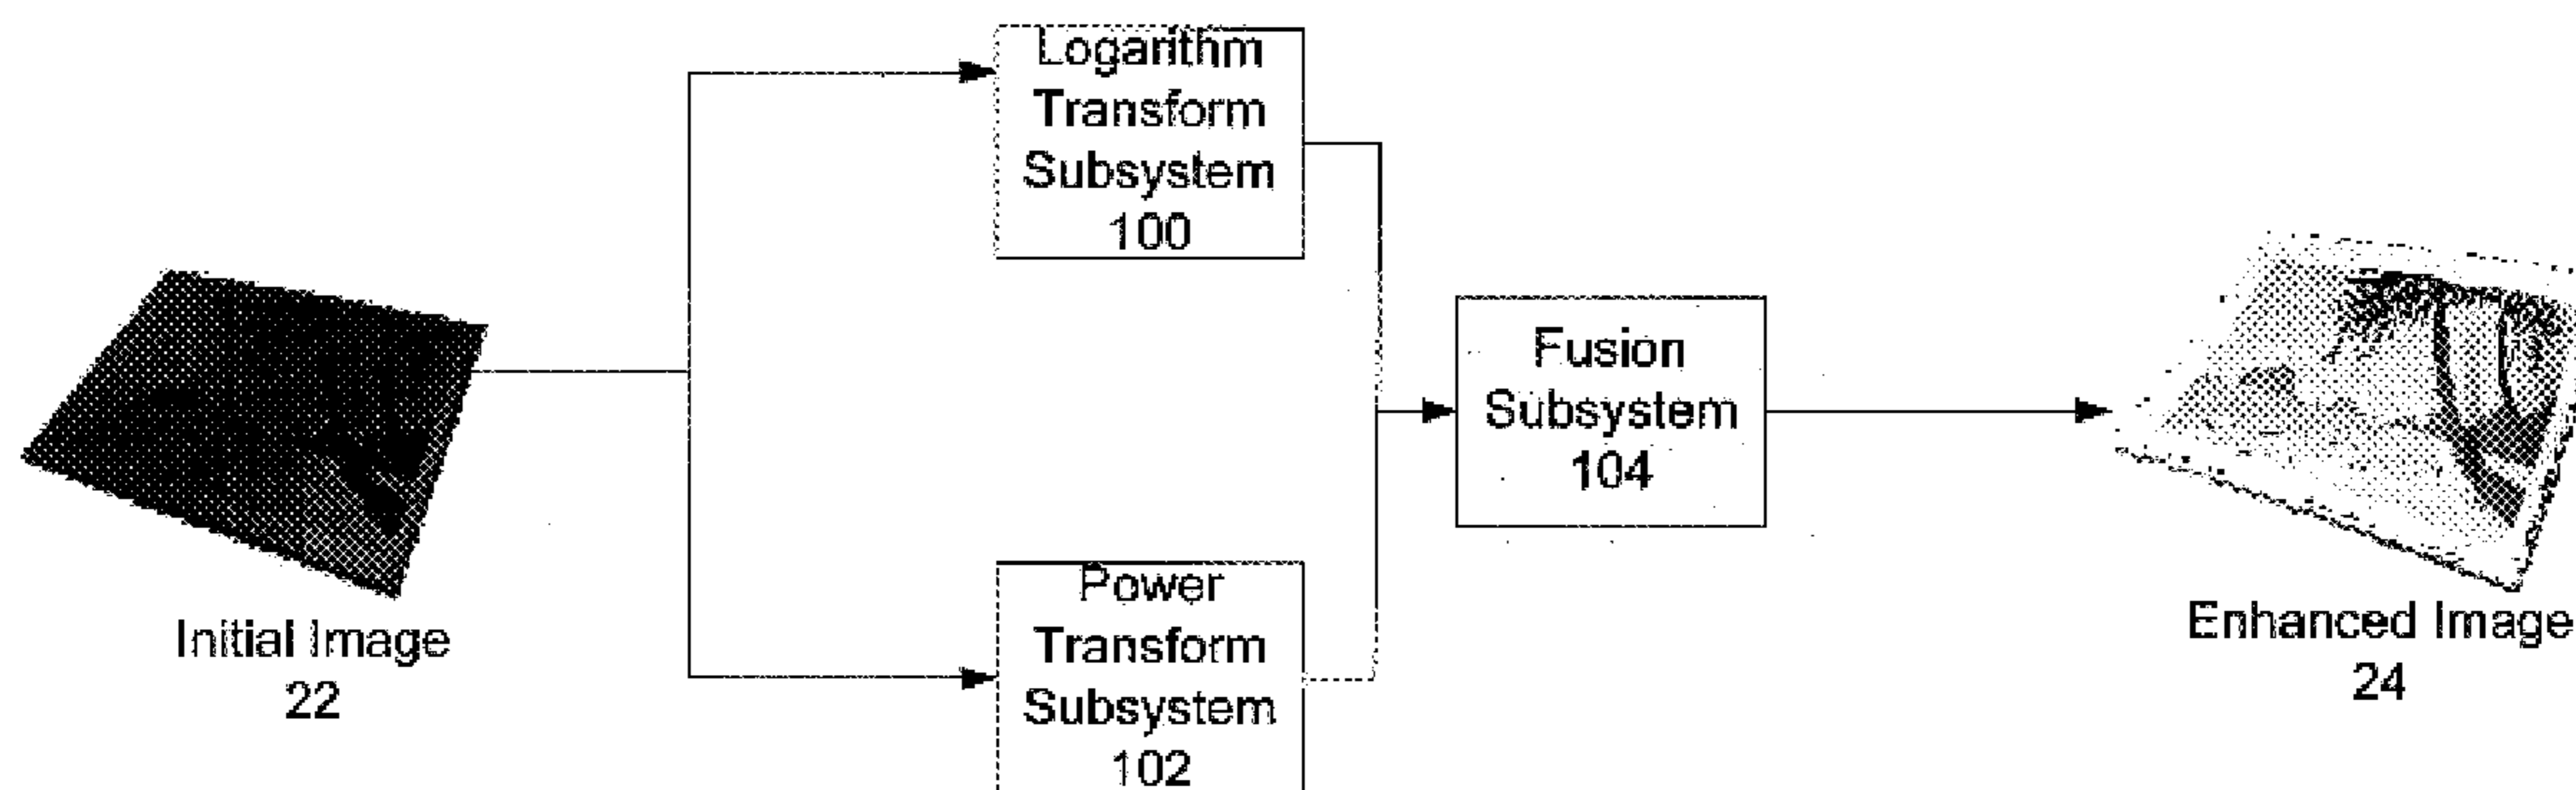 Logarithm
Transform
Subsystem
100
Fusion
Subsystem
104
Power
Transform
Subsystem
102
Initial Image
22
Enhanced Image
24